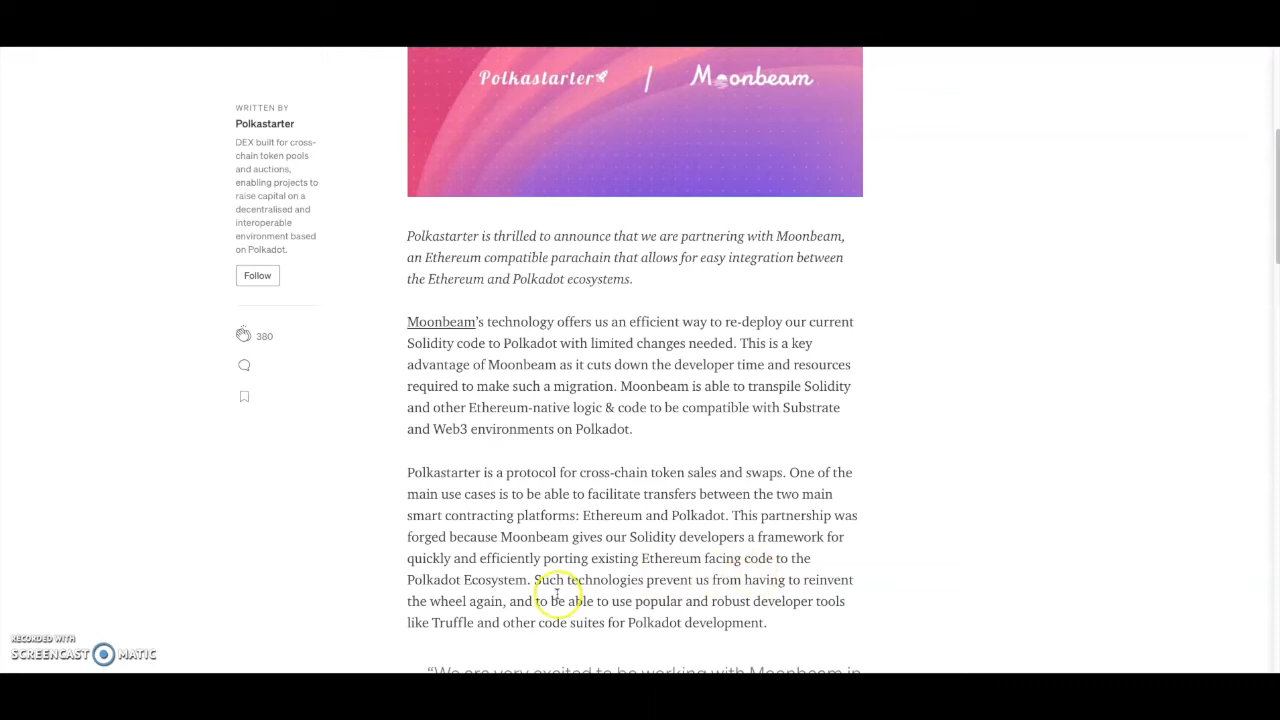 Polkastarter / Moonbeam
WRITTEN BY
Polkastarter
DEX built for cross-
chain token pools
and auctions,
enabling projects to
raise capital on a
decentralised and
interoperable
environment based
on Polkadot.
Follow
380
Polkastarter is thrilled to announce that we are partnering with Moonbeam,
an Ethereum compatible parachain that allows for easy integration between
the Ethereum and Polkadot ecosystems.
Moonbeam's technology offers us an efficient way to re-deploy our current
Solidity code to Polkadot with limited changes needed. This is a key
advantage of Moonbeam as it cuts down the developer time and resources
required to make such a migration. Moonbeam is able to transpile Solidity
and other Ethereum-native logic & code to be compatible with Substrate
and Web3 environments on Polkadot.
Polkastarter is a protocol for cross-chain token sales and swaps. One of the
main use cases is to be able to facilitate transfers between the two main
smart contracting platforms: Ethereum and Polkadot. This partnership was
forged because Moonbeam gives our Solidity developers a framework for
quickly and efficiently porting existing Ethereum facing code to the
Polkadot Ecosystem. Such technologies prevent us from having to reinvent
the wheel again, and to be able to use popular and robust developer tools
like Truffle and other code suites for Polkadot development.
"We are very excited to be working with Moonbeam in
RECORDED WITH
SCREENCAST MATIC